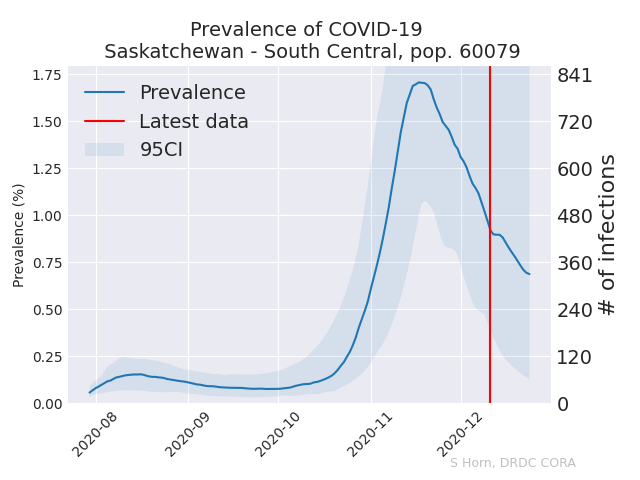 Prevalence of COVID-19
Saskatchewan - South Central, pop. 60079
Prevalence
Latest data
95CI
Prevalence (%)
1.75
1.50
1.25
1.00
0.75
0.50
0.25
0.00
841
720
600
480
360
240
120
0
# of infections
2020-08
2020-09
2020-10
2020-11
2020-12
S Horn, DRDC CORA